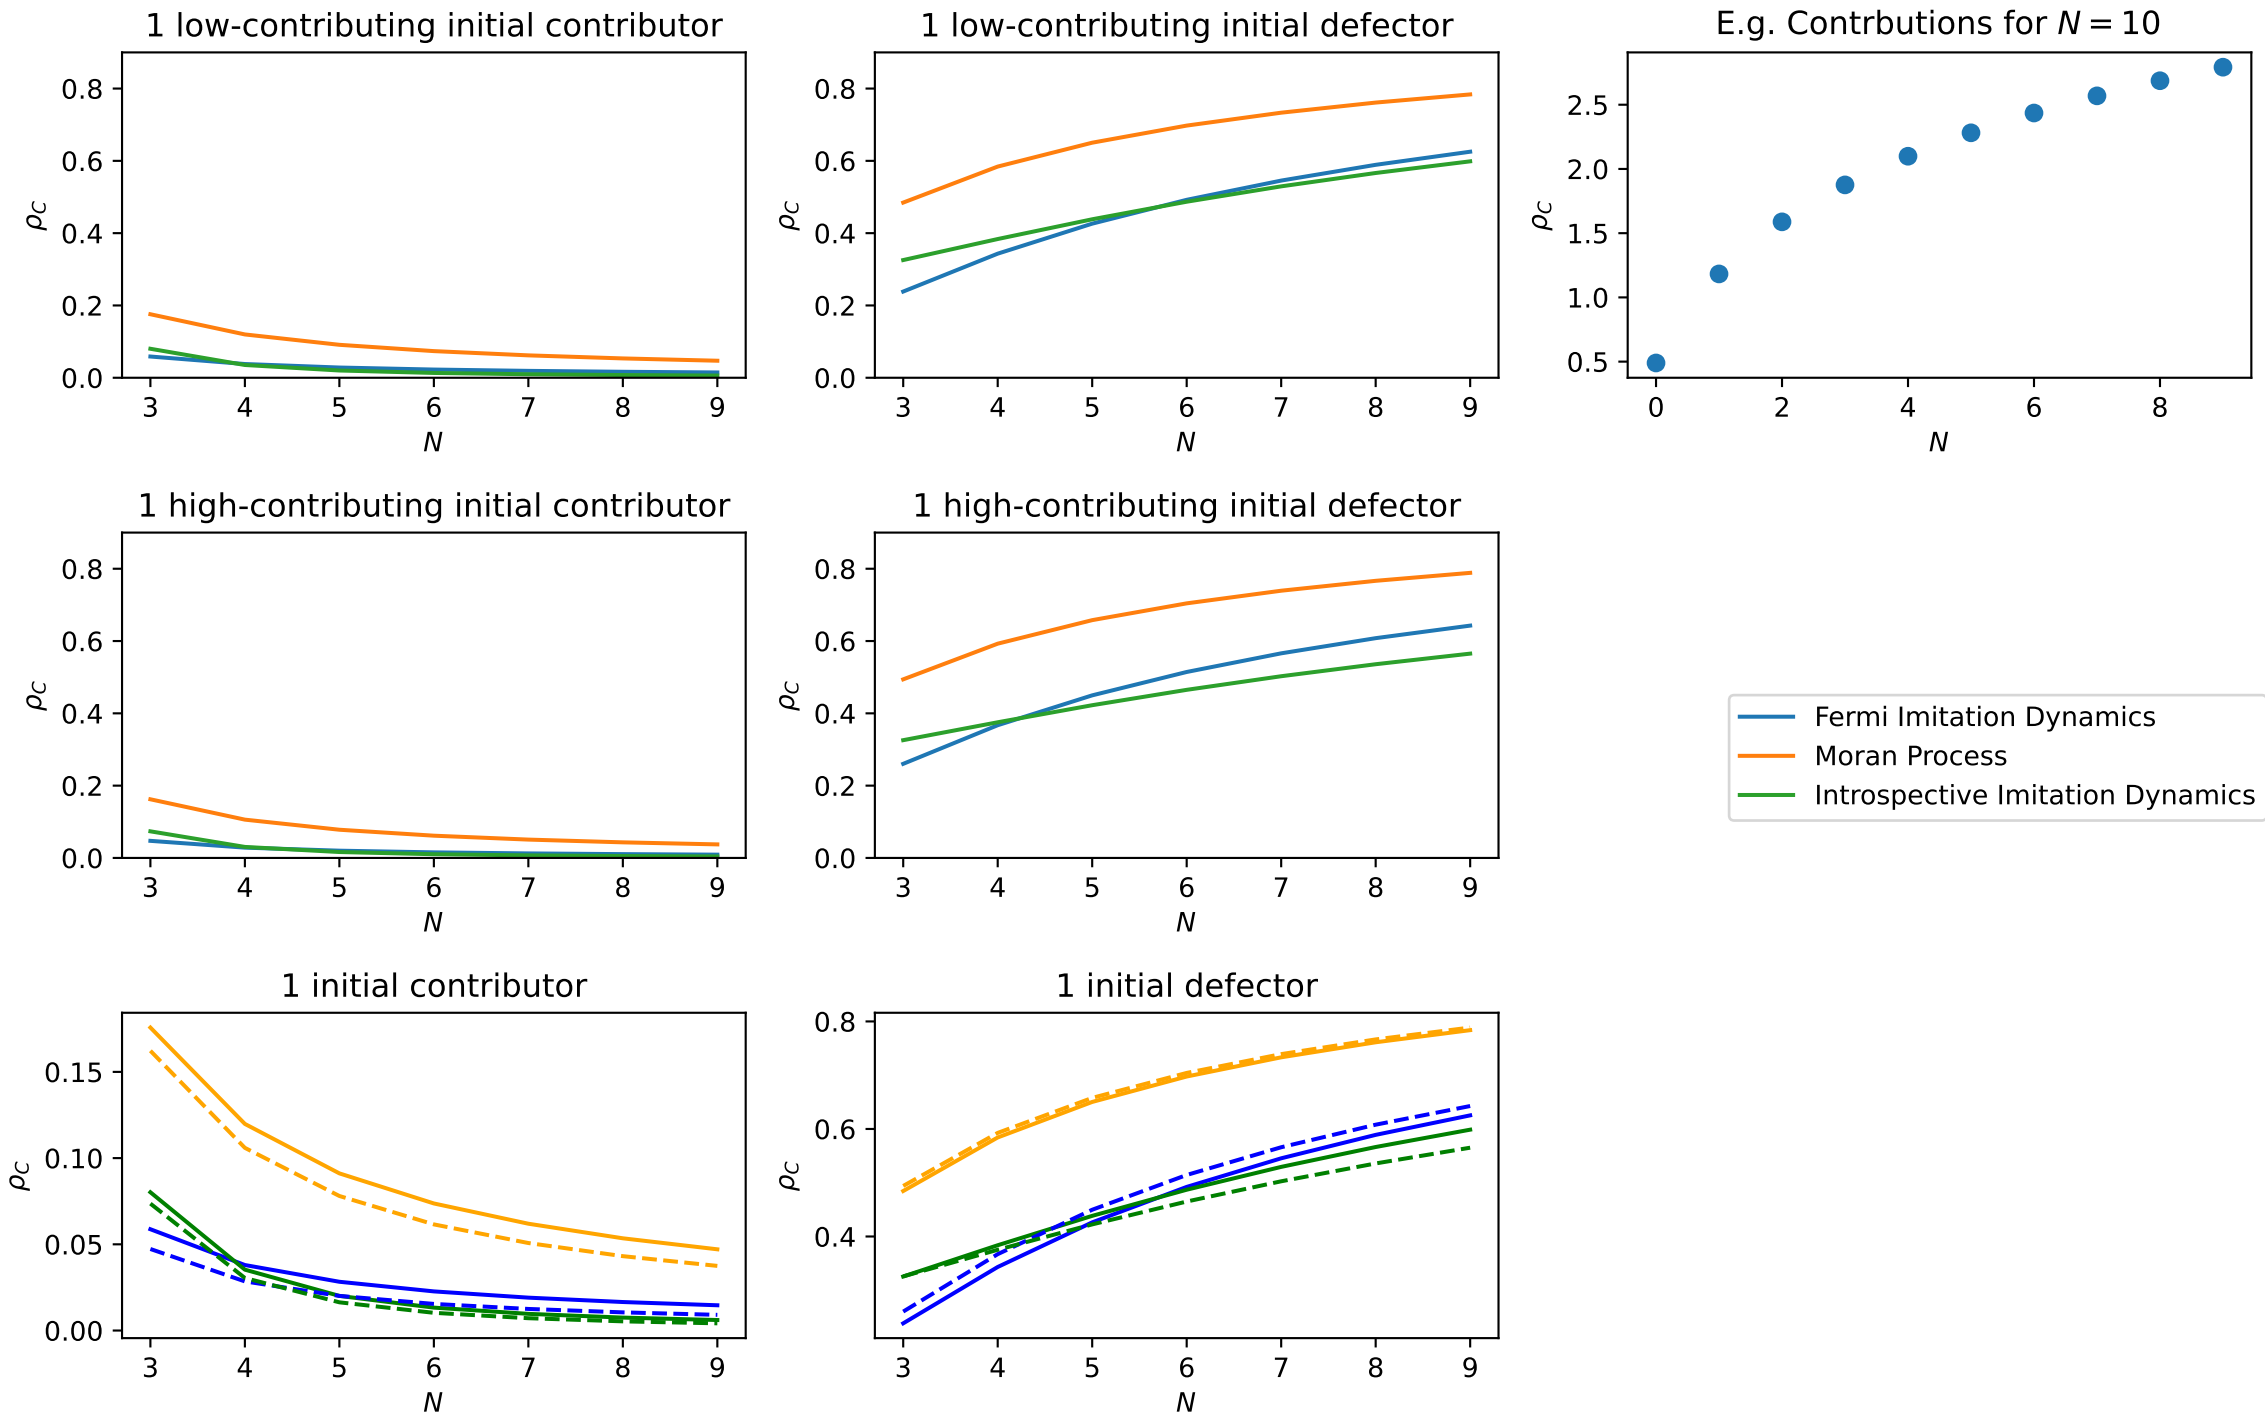 1 low-contributing initial contributor
0.8
0.6
0.4
0.2
0.0
ρC
3 4 5 6 7 8 9
N
1 low-contributing initial defector
0.8
0.6
0.4
0.2
0.0
ρC
3 4 5 6 7 8 9
N
E.g. Contrbutions for N = 10
2.5
2.0
1.5
1.0
0.5
ρC
0 2 4 6 8
N
1 high-contributing initial contributor
0.8
0.6
0.4
0.2
0.0
ρC
3 4 5 6 7 8 9
N
1 high-contributing initial defector
0.8
0.6
0.4
0.2
0.0
ρC
3 4 5 6 7 8 9
N
Fermi Imitation Dynamics
Moran Process
Introspective Imitation Dynamics
1 initial contributor
0.15
0.10
0.05
0.00
ρC
3 4 5 6 7 8 9
N
1 initial defector
0.8
0.6
0.4
ρC
3 4 5 6 7 8 9
N